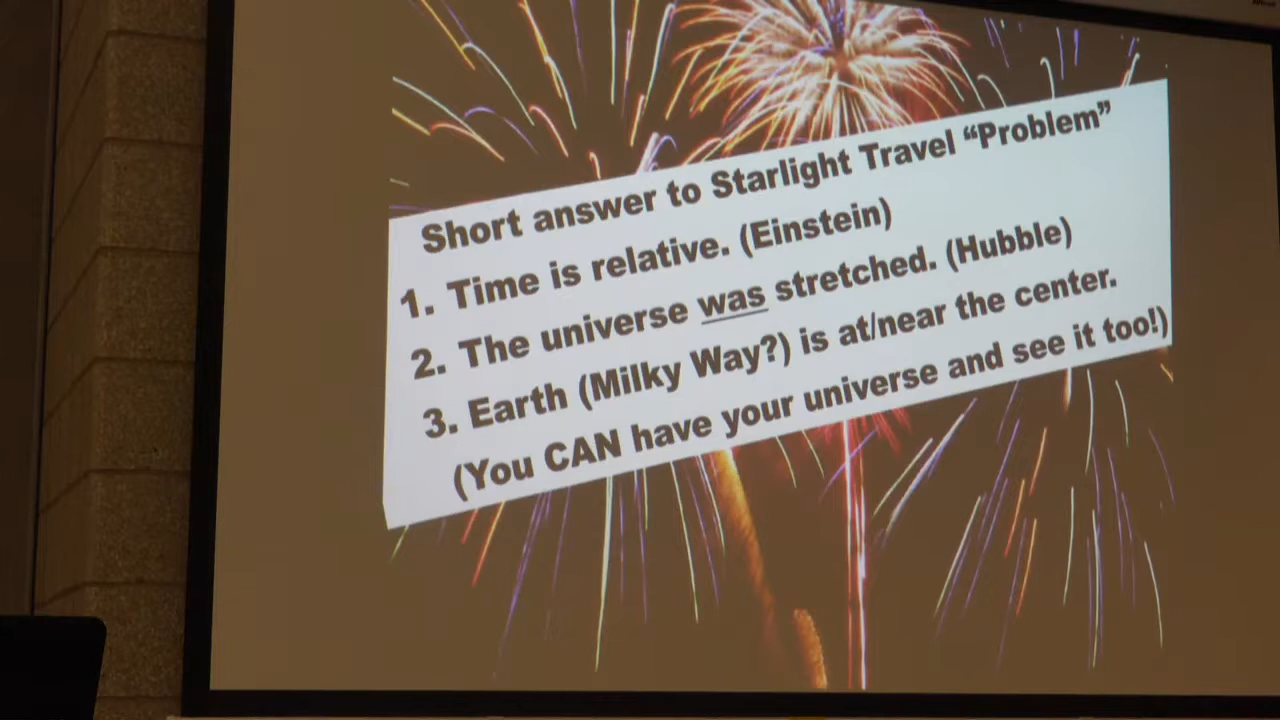 Short answer to Starlight Travel “Problem”
1. Time is relative. (Einstein)
2. The universe was stretched. (Hubble)
3. Earth (Milky Way?) is at/near the center.
(You CAN have your universe and see it too!)